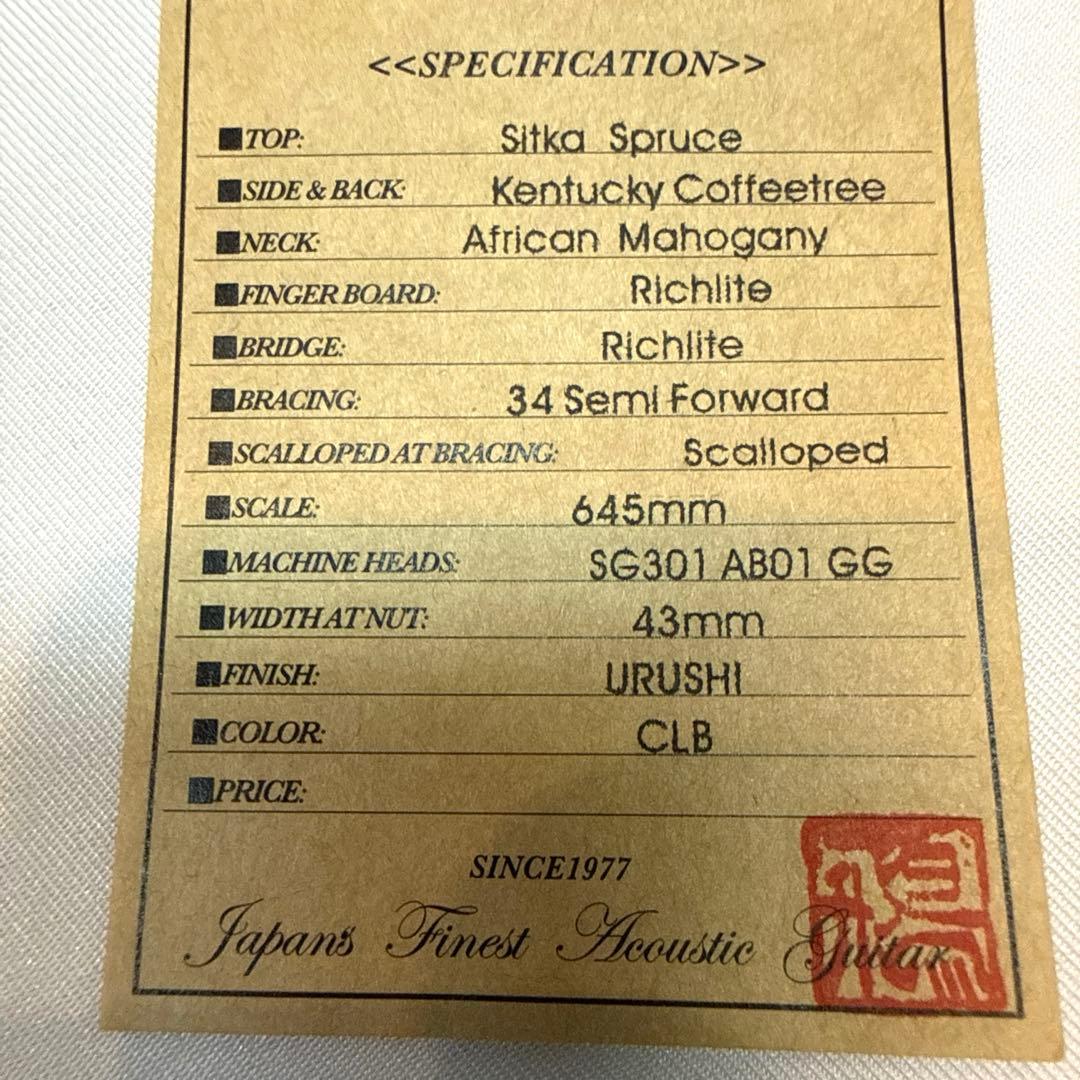 <<SPECIFICATION>>
■TOP: Sitka Spruce
■SIDE & BACK: Kentucky Coffeetree
■NECK: African Mahogany
■FINGER BOARD: Richlite
■BRIDGE: Richlite
■BRACING: 34 Semi Forward
■SCALLOPED AT BRACING: Scalloped
■SCALE: 645mm
■MACHINE HEADS: SG301 AB01 GG
■WIDTH AT NUT: 43mm
■FINISH: URUSHI
■COLOR: CLB
■PRICE:
SINCE1977
Japan's Finest Acoustic Guitar